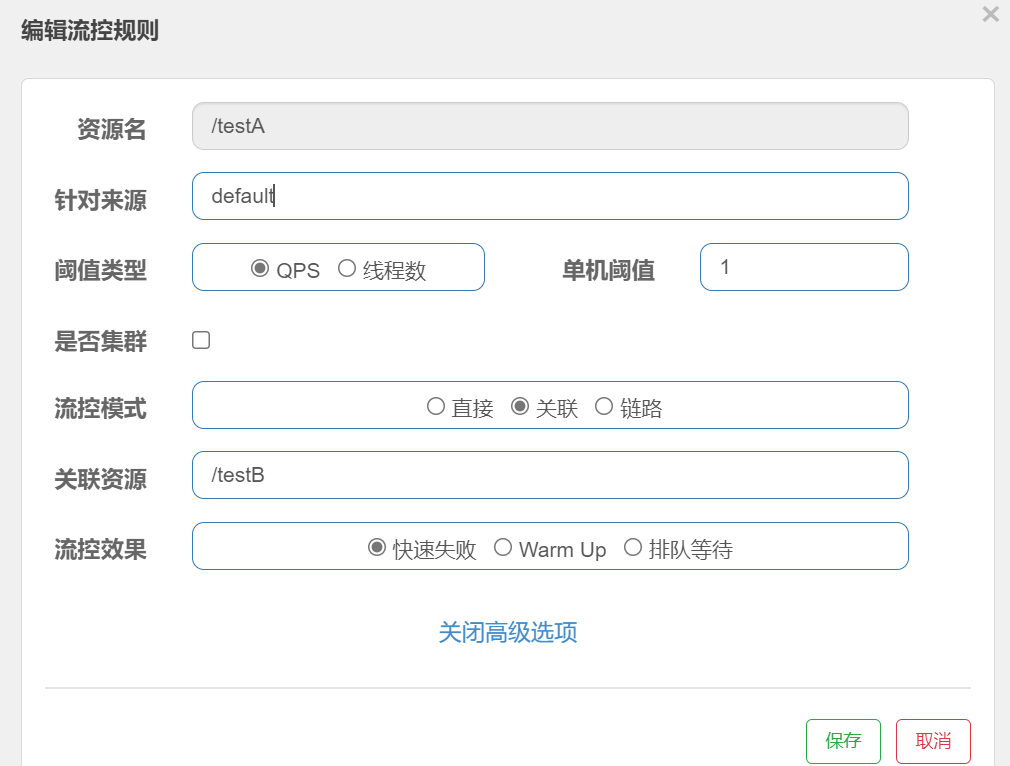 编辑流控规则
×
资源名 /testA
针对来源 default
阈值类型 QPS 线程数 单机阈值 1
是否集群
流控模式 直接 关联 链路
关联资源 /testB
流控效果 快速失败 Warm Up 排队等待
关闭高级选项
保存 取消